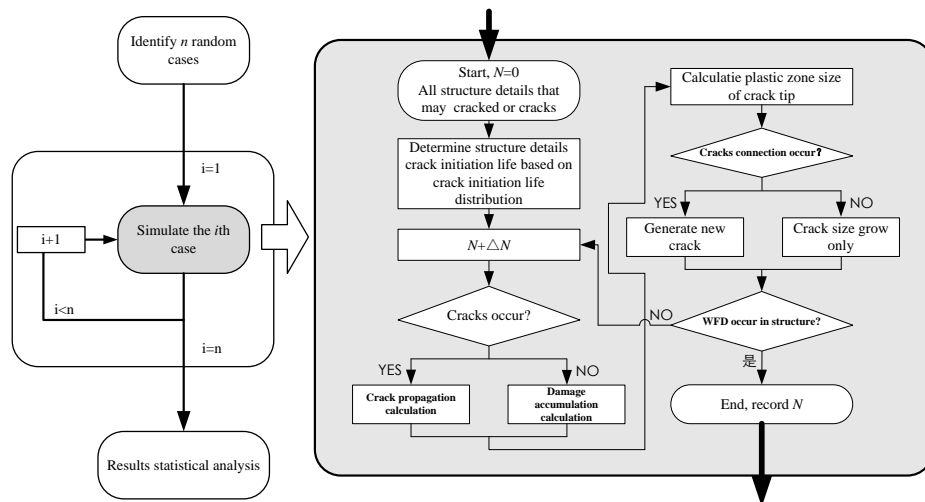 Identify n random
cases
i=1
Simulate the ith
case
i+1
i<n
i=n
Results statistical analysis
Start, N=0
All structure details that
may cracked or cracks
Determine structure details
crack initiation life based on
crack initiation life
distribution
N+△N
Cracks occur?
YES
NO
Crack propagation
calculation
Damage
accumulation
calculation
Calculatie plastic zone size
of crack tip
Cracks connection occur?
YES
NO
Generate new
crack
Crack size grow
only
NO
WFD occur in structure?
是
End, record N